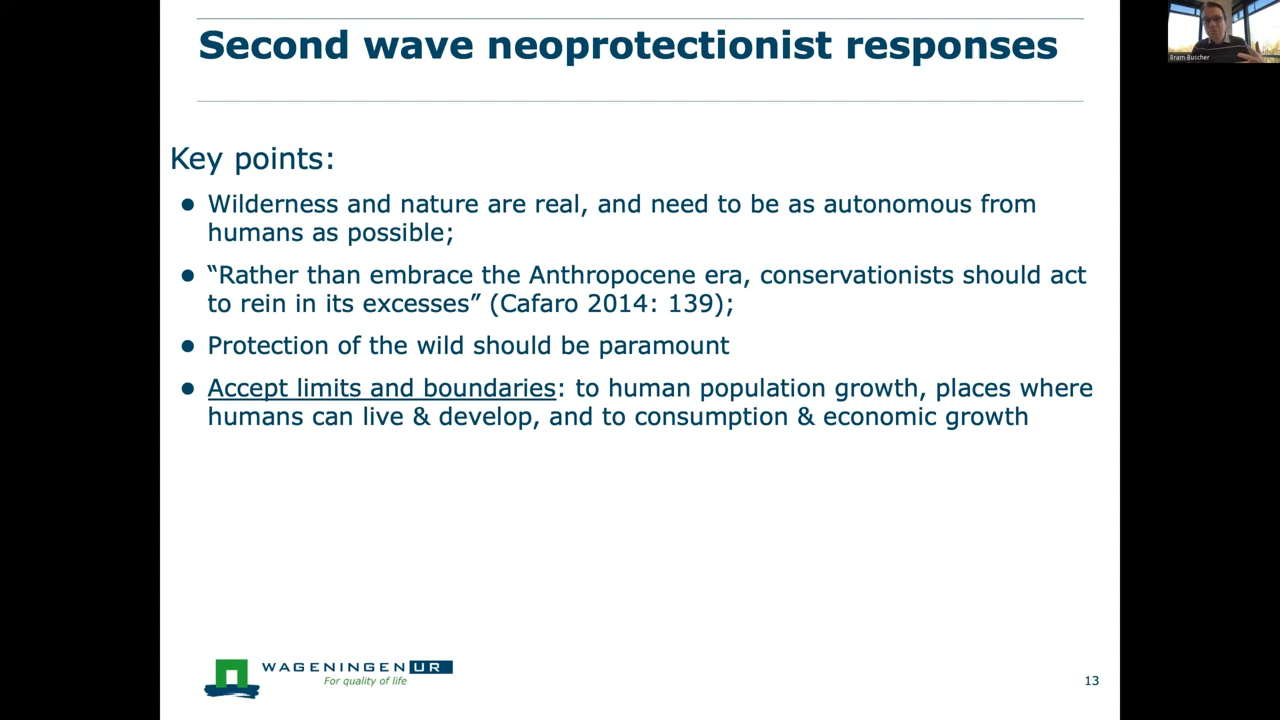 Second wave neoprotectionist responses
Bram Buscher
Key points:
● Wilderness and nature are real, and need to be as autonomous from
humans as possible;
● “Rather than embrace the Anthropocene era, conservationists should act
to rein in its excesses” (Cafaro 2014: 139);
● Protection of the wild should be paramount
● Accept limits and boundaries: to human population growth, places where
humans can live & develop, and to consumption & economic growth
WAGENINGEN UR
For quality of life
13